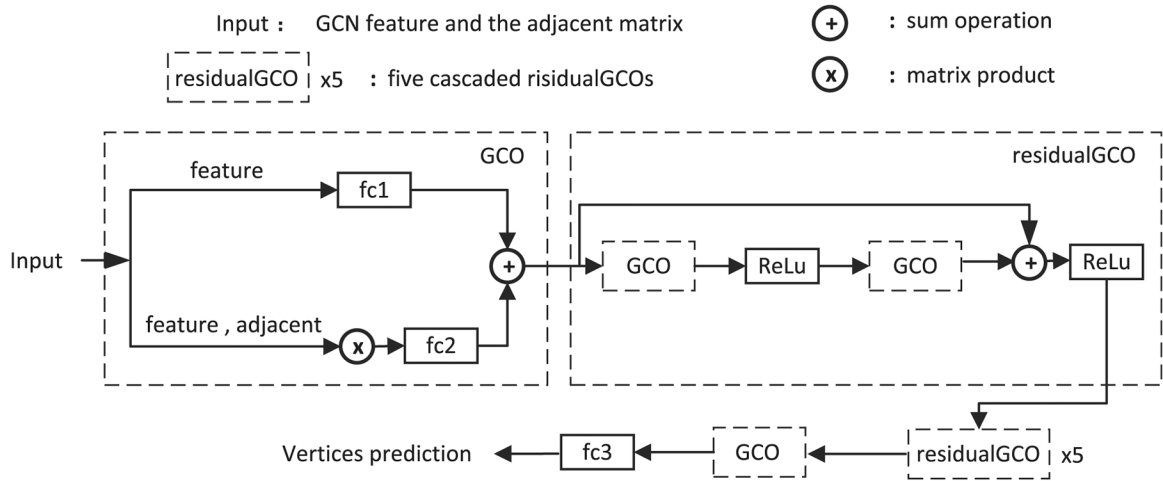 Input : GCN feature and the adjacent matrix
+ : sum operation
residualGCO x5 : five cascaded risidualGCOs
x : matrix product
GCO
residualGCO
feature
fc1
Input
+
GCO
ReLu
GCO
+
ReLu
feature , adjacent
x
fc2
Vertices prediction
fc3
GCO
residualGCO x5